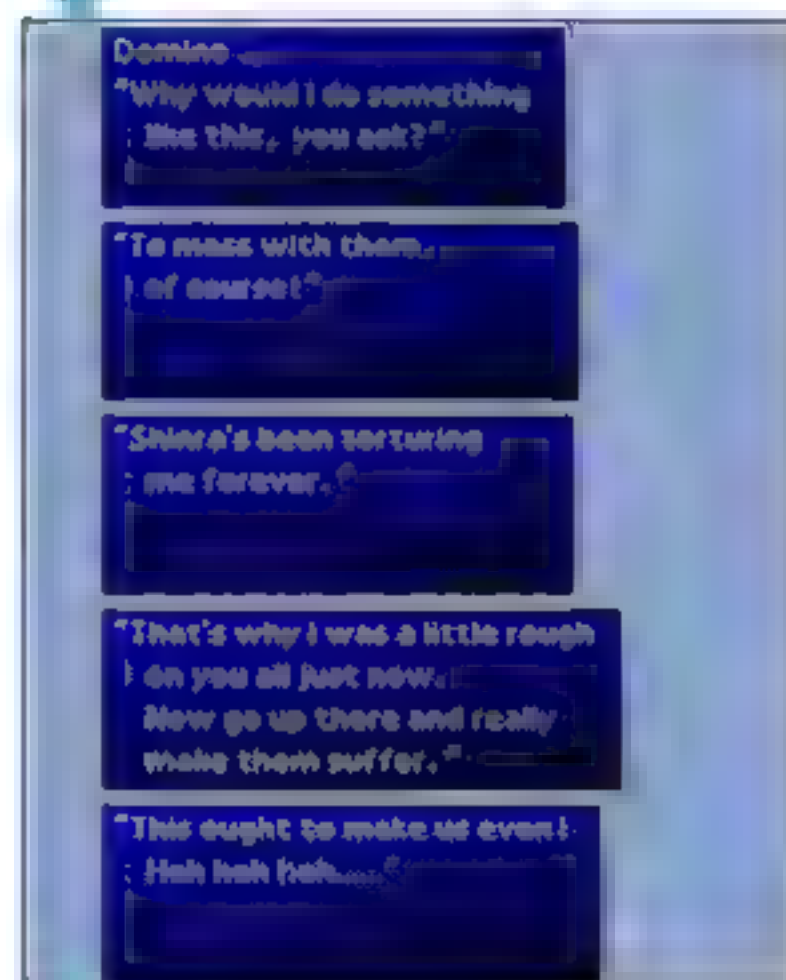 Domino
"Why would I do something
like this, you ask?"
"To mess with them,
of course!"
"Shinra's been torturing
me forever."
"That's why I was a little rough
on you all just now.
Now go up there and really
make them suffer."
"This ought to make us even!
Hah hah hah....."